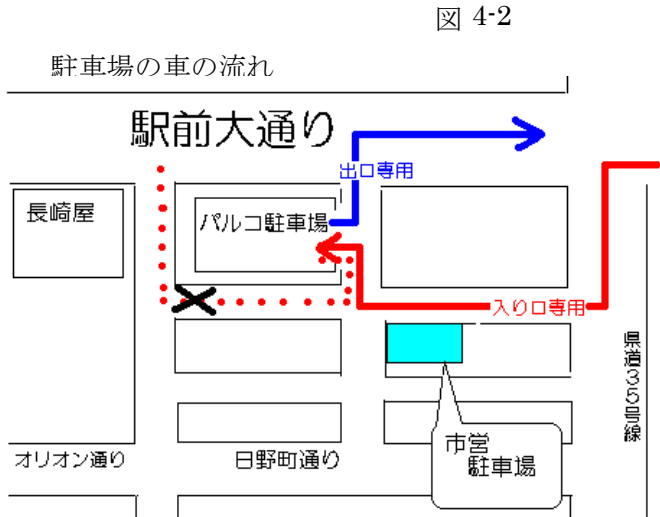 図 4-2
駐車場の車の流れ
駅前大通り
出口専用
長崎屋
パルコ駐車場
入り口専用
県道35号線
市営
駐車場
オリオン通り
日野町通り